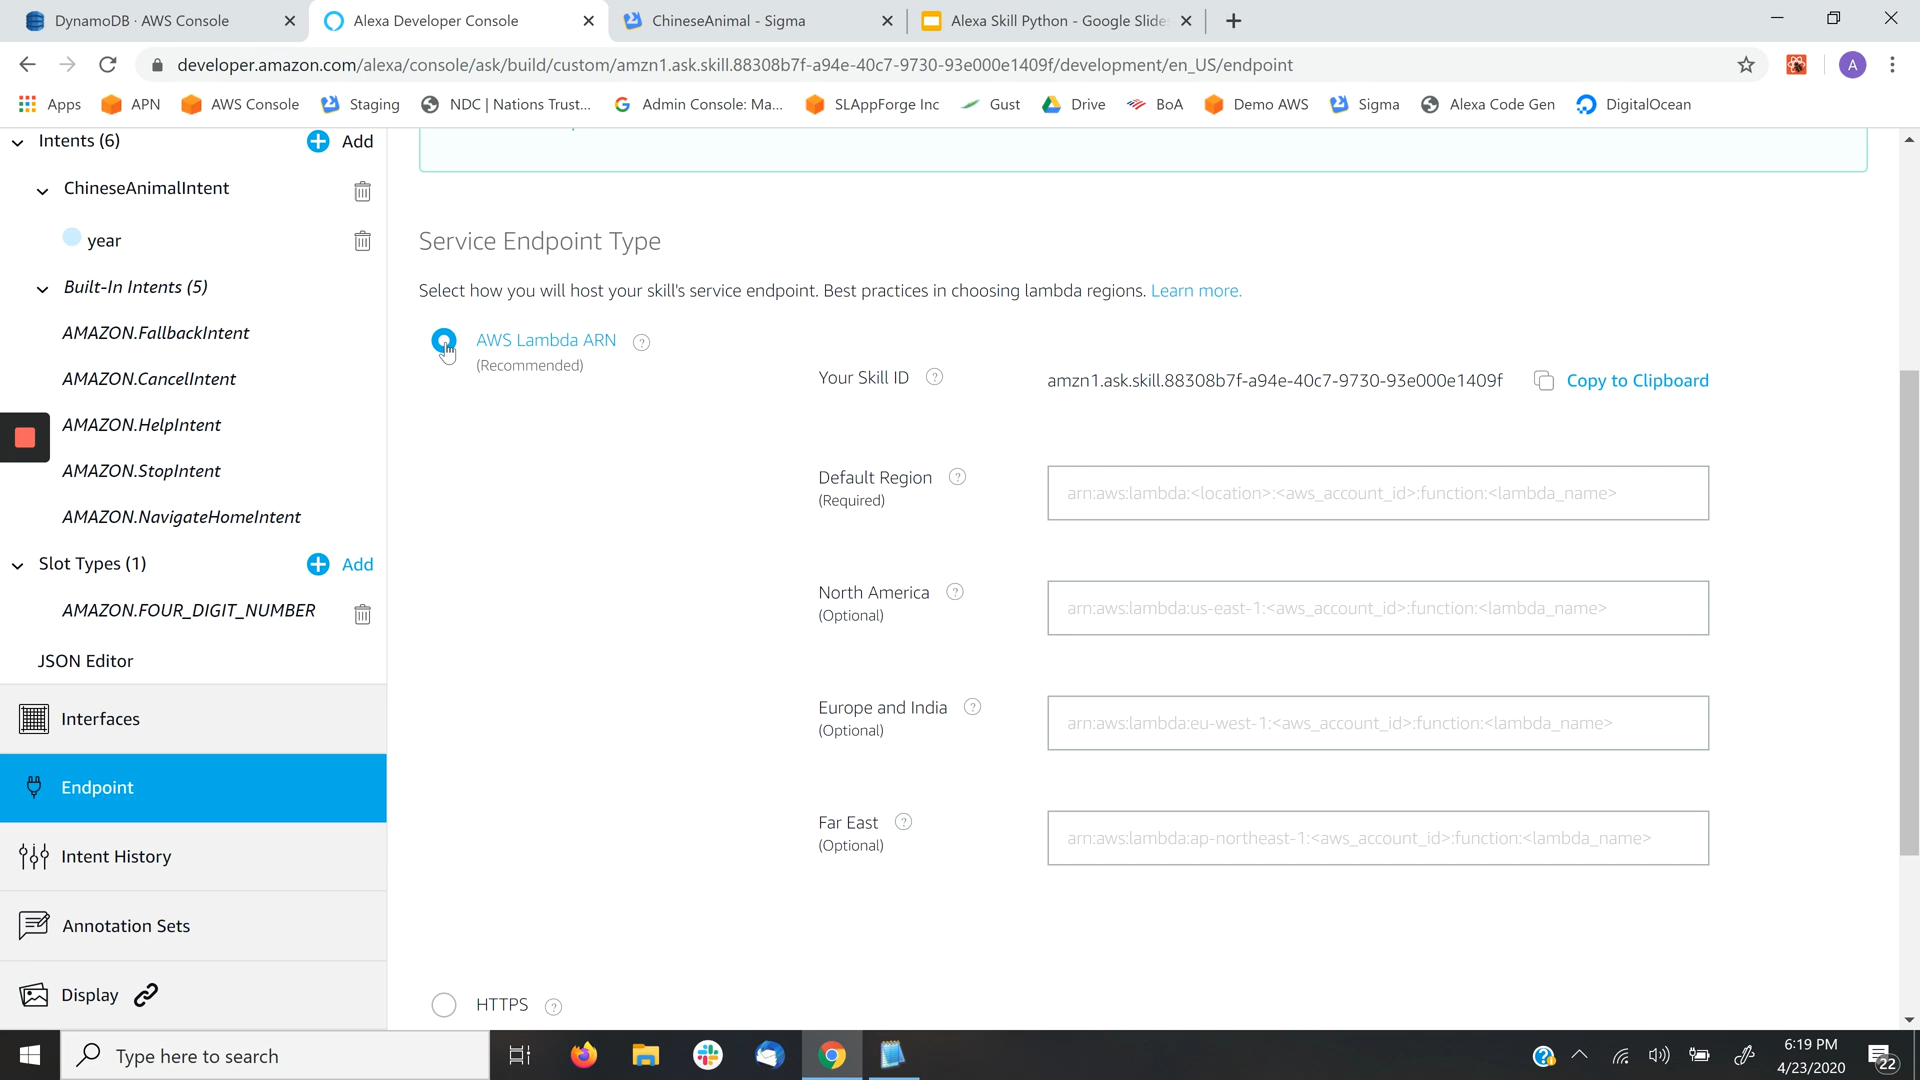 DynamoDB · AWS Console
Alexa Developer Console
ChineseAnimal - Sigma
Alexa Skill Python - Google Slide
developer.amazon.com/alexa/console/ask/build/custom/amzn1.ask.skill.88308b7f-a94e-40c7-9730-93e000e1409f/development/en_US/endpoint
A
Apps
APN
AWS Console
Staging
NDC | Nations Trust...
Admin Console: Ma...
SLAppForge Inc
Gust
Drive
BoA
Demo AWS
Sigma
Alexa Code Gen
DigitalOcean
Intents (6)
Add
ChineseAnimalIntent
year
Built-In Intents (5)
AMAZON.FallbackIntent
AMAZON.CancelIntent
AMAZON.HelpIntent
AMAZON.StopIntent
AMAZON.NavigateHomeIntent
Slot Types (1)
Add
AMAZON.FOUR_DIGIT_NUMBER
JSON Editor
Interfaces
Endpoint
Intent History
Annotation Sets
Display
Service Endpoint Type
Select how you will host your skill's service endpoint. Best practices in choosing lambda regions. Learn more.
AWS Lambda ARN ?
(Recommended)
Your Skill ID ?
amzn1.ask.skill.88308b7f-a94e-40c7-9730-93e000e1409f
Copy to Clipboard
Default Region ?
(Required)
arn:aws:lambda:<location>:<aws_account_id>:function:<lambda_name>
North America ?
(Optional)
arn:aws:lambda:us-east-1:<aws_account_id>:function:<lambda_name>
Europe and India ?
(Optional)
arn:aws:lambda:eu-west-1:<aws_account_id>:function:<lambda_name>
Far East ?
(Optional)
arn:aws:lambda:ap-northeast-1:<aws_account_id>:function:<lambda_name>
HTTPS ?
Type here to search
6:19 PM
4/23/2020
22